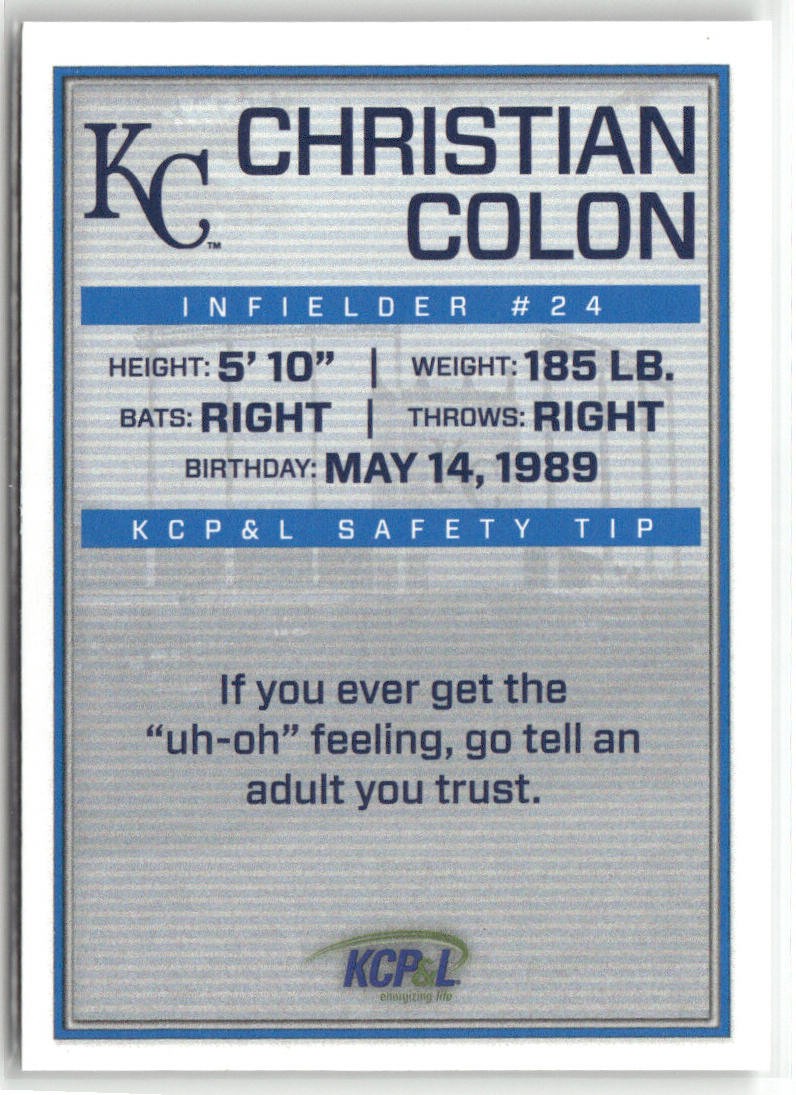 KC™
CHRISTIAN
COLON
INFIELDER #24
HEIGHT: 5' 10” | WEIGHT: 185 LB.
BATS: RIGHT | THROWS: RIGHT
BIRTHDAY: MAY 14, 1989
KCP&L SAFETY TIP
If you ever get the
“uh-oh” feeling, go tell an
adult you trust.
KCP&L
energizing life